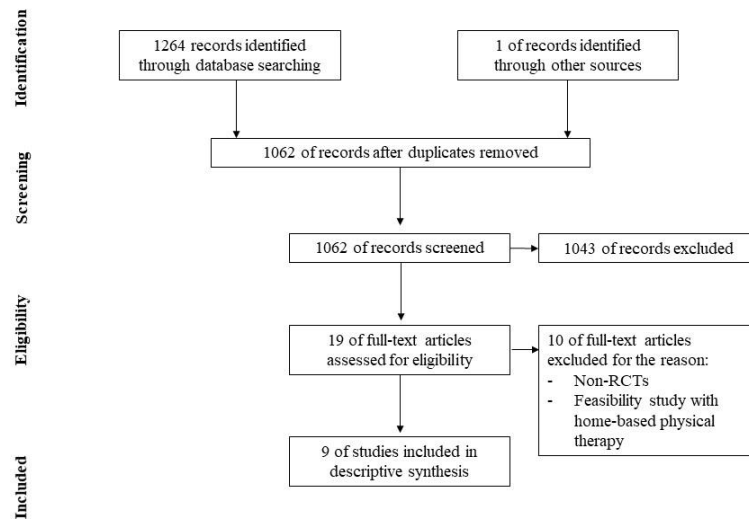 Identification
1264 records identified
through database searching
1 of records identified
through other sources
Screening
1062 of records after duplicates removed
1062 of records screened
1043 of records excluded
Eligibility
19 of full-text articles
assessed for eligibility
10 of full-text articles
excluded for the reason:
- Non-RCTs
- Feasibility study with
home-based physical
therapy
Included
9 of studies included in
descriptive synthesis